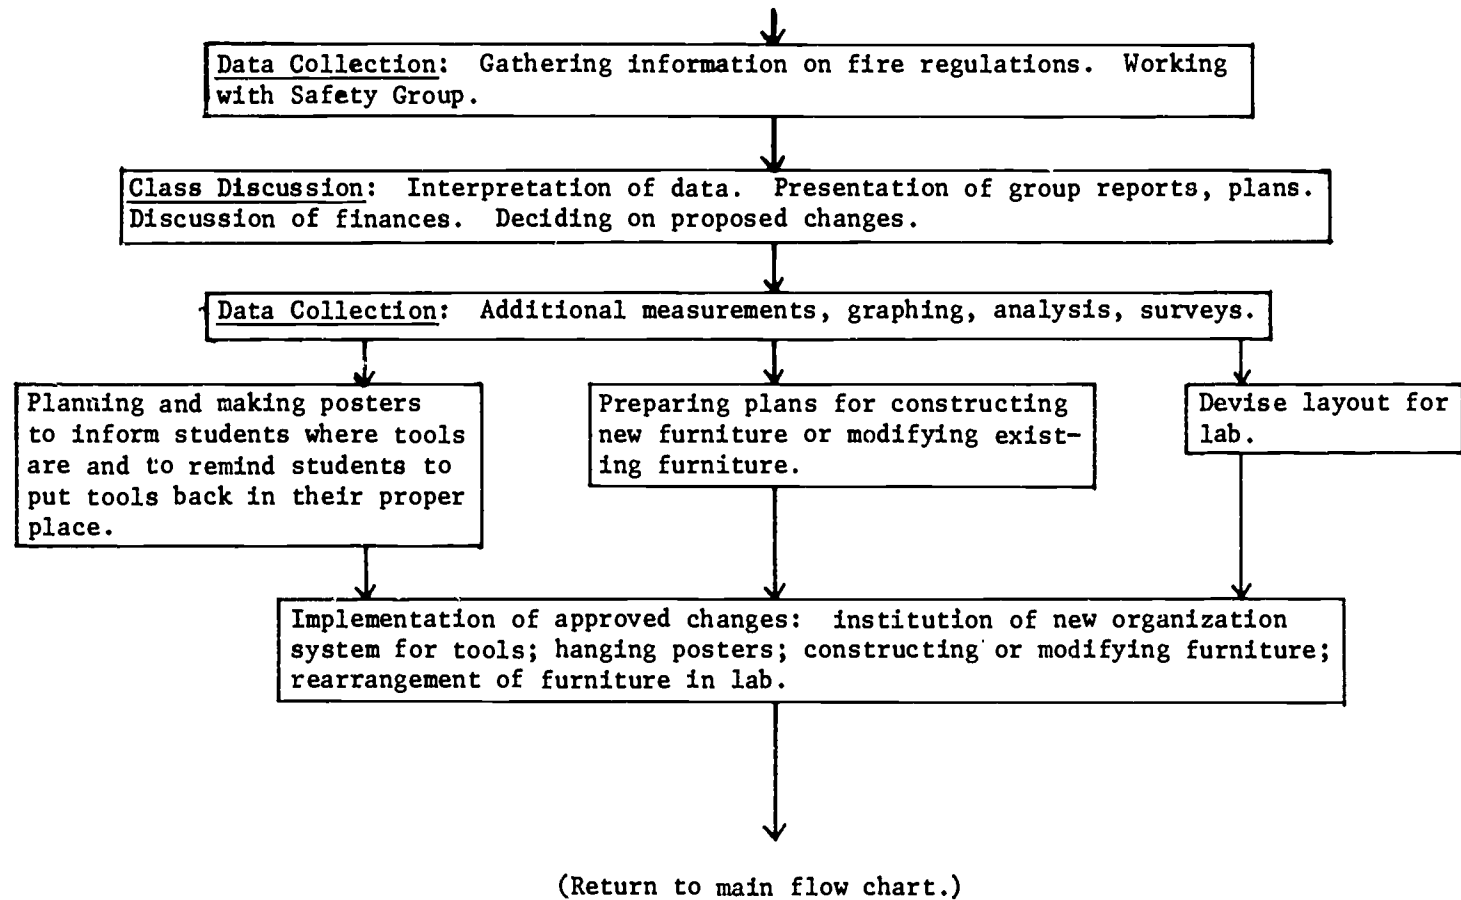 Data Collection: Gathering information on fire regulations. Working
with Safety Group.
Class Discussion: Interpretation of data. Presentation of group reports, plans.
Discussion of finances. Deciding on proposed changes.
Data Collection: Additional measurements, graphing, analysis, surveys.
Planning and making posters
to inform students where tools
are and to remind students to
put tools back in their proper
place.
Preparing plans for constructing
new furniture or modifying exist-
ing furniture.
Devise layout for
lab.
Implementation of approved changes: institution of new organization
system for tools; hanging posters; constructing or modifying furniture;
rearrangement of furniture in lab.
(Return to main flow chart.)